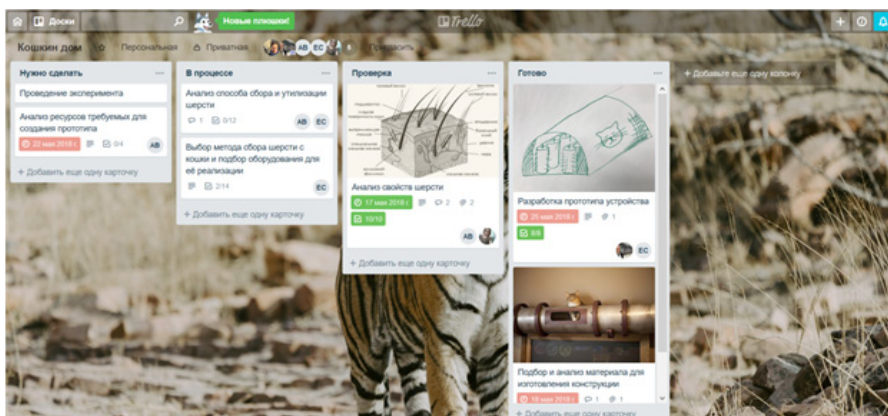 Доски
Новые плюшки!
Trello
Кошкин дом
Персональная
Приватная
AB EC
Пригласить
Нужно сделать
Проведение эксперимента
Анализ ресурсов требуемых для
создания прототипа
22 мая 2018 г.
0/4
AB
+ Добавить еще одну карточку
В процессе
Анализ способа сбора и утилизации
шерсти
1
0/12
AB EC
Выбор метода сбора шерсти с
кошки и подбор оборудования для
её реализации
2/14
EC
+ Добавить еще одну карточку
Проверка
Анализ свойств шерсти
17 мая 2018 г.
2
2
10/10
AB
+ Добавить еще одну карточку
Готово
Разработка прототипа устройства
25 мая 2018 г.
1
8/8
EC
Подбор и анализ материала для
изготовления конструкции
18 мая 2018 г.
1
1
+ Добавить еще одну карточку
+ Добавьте еще одну колонку